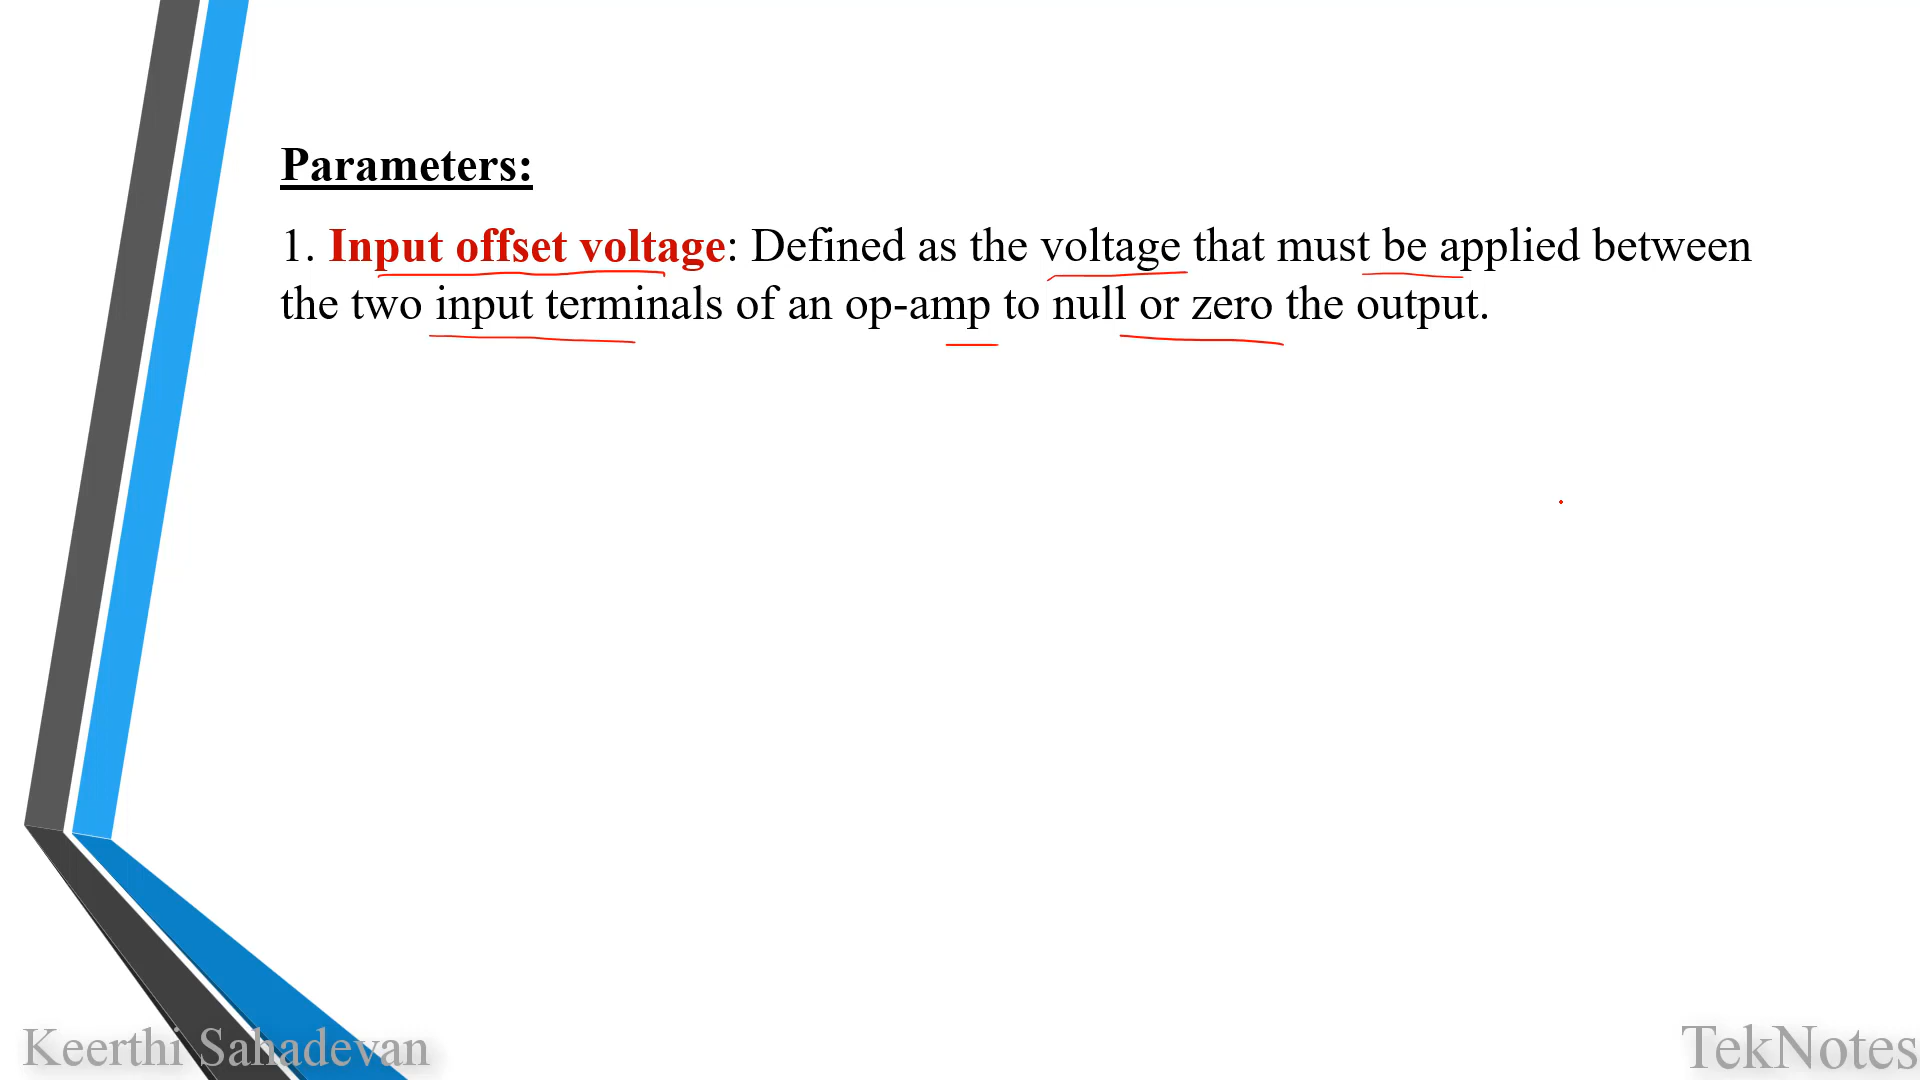 Parameters:
1. Input offset voltage: Defined as the voltage that must be applied between
the two input terminals of an op-amp to null or zero the output.
Keerthi Sahadevan
TekNotes